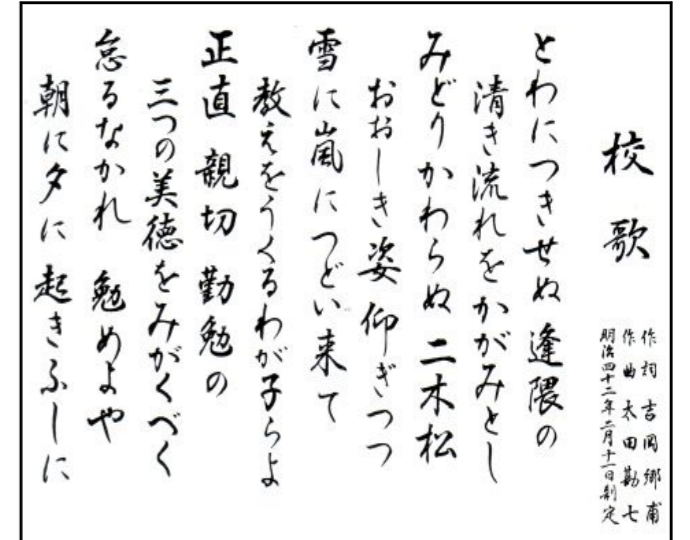 校歌
作詞 吉岡郷甫
作曲 太田勘七
明治四十二年二月十一日制定
とわにつきせぬ 逢隈の
清き流れをかがみとし
みどりかわらぬ 二木松
おおしき姿 仰ぎつつ
雪に嵐につどい来て
教えをうくるわが子らよ
正直 親切 勤勉の
三つの美徳をみがくべく
怠るなかれ 勉めよや
朝に夕に 起きふしに